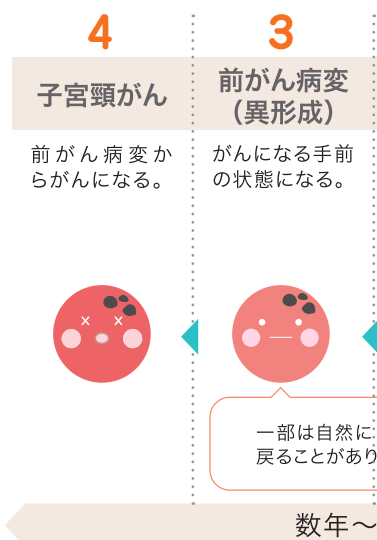 4
子宮頸がん
前がん病変か
らがんになる。
3
前がん病変
（異形成）
がんになる手前
の状態になる。
一部は自然に
戻ることがあり
数年～